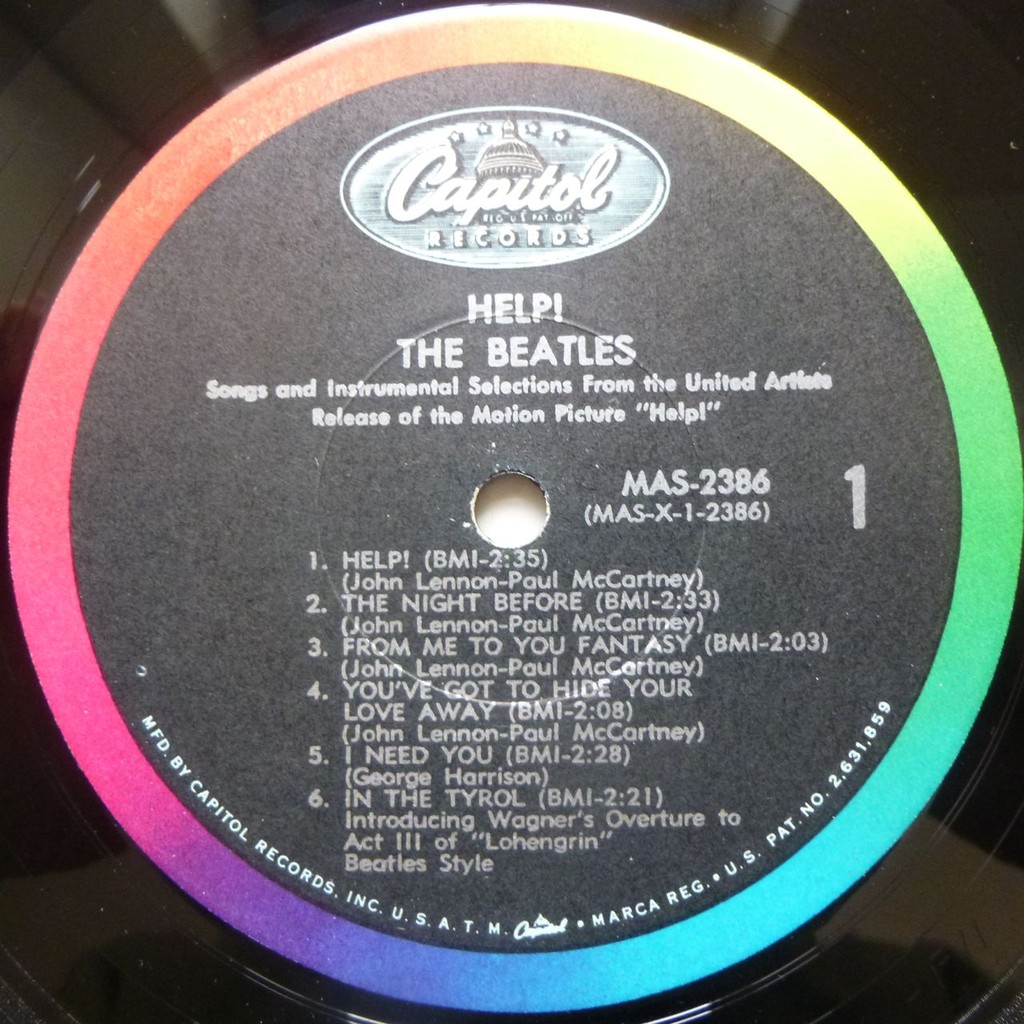 Capitol
REG. U.S. PAT. OFF.
RECORDS
HELP!
THE BEATLES
Songs and Instrumental Selections From the United Artists
Release of the Motion Picture "Help!"
MAS-2386
(MAS-X-1-2386)
1
1. HELP! (BMI-2:35)
(John Lennon-Paul McCartney)
2. THE NIGHT BEFORE (BMI-2:33)
(John Lennon-Paul McCartney)
3. FROM ME TO YOU FANTASY (BMI-2:03)
(John Lennon-Paul McCartney)
4. YOU'VE GOT TO HIDE YOUR
LOVE AWAY (BMI-2:08)
(John Lennon-Paul McCartney)
5. I NEED YOU (BMI-2:28)
(George Harrison)
6. IN THE TYROL (BMI-2:21)
Introducing Wagner's Overture to
Act III of "Lohengrin"
Beatles Style
MFD. BY CAPITOL RECORDS, INC. U. S. A. T. M. Capitol • MARCA REG. • U.S. PAT. NO. 2,631,859